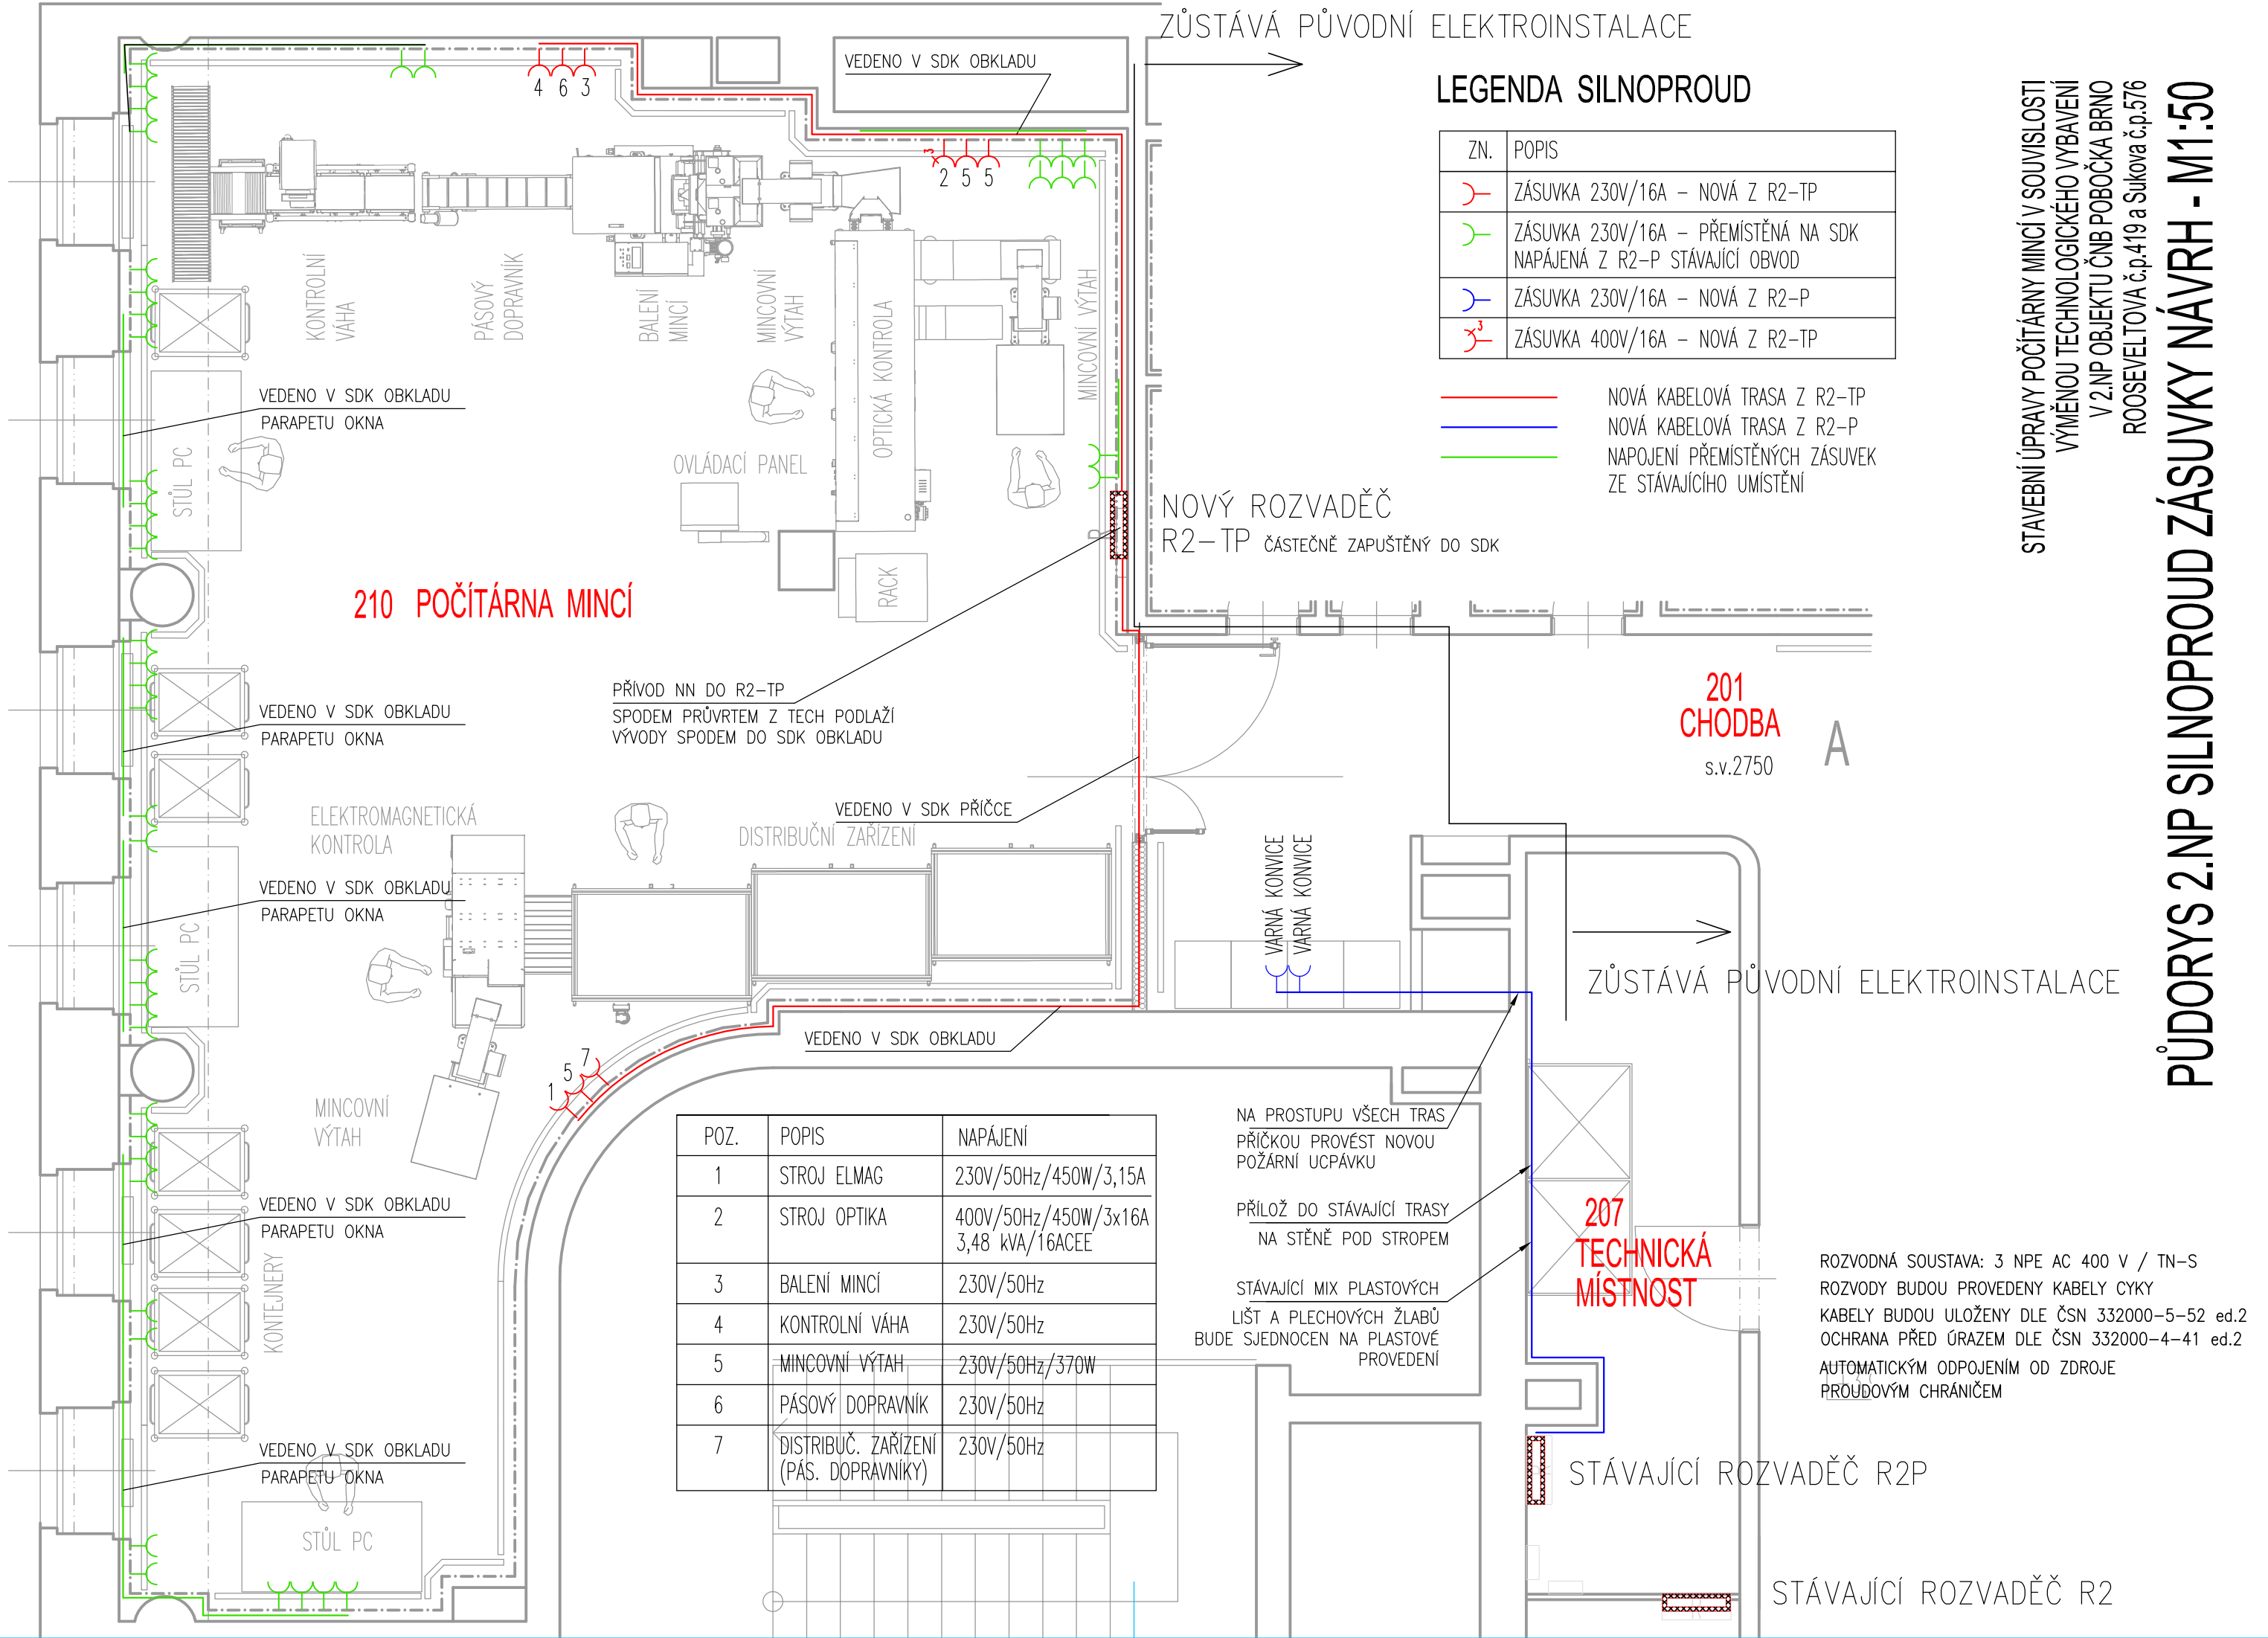 ZŮSTÁVÁ PŮVODNÍ ELEKTROINSTALACE
VEDENO V SDK OBKLADU
4 6 3
3
2 5 5
LEGENDA SILNOPROUD
ZN. POPIS
ZÁSUVKA 230V/16A – NOVÁ Z R2–TP
ZÁSUVKA 230V/16A – PŘEMÍSTĚNÁ NA SDK
NAPÁJENÁ Z R2–P STÁVAJÍCÍ OBVOD
ZÁSUVKA 230V/16A – NOVÁ Z R2–P
3
ZÁSUVKA 400V/16A – NOVÁ Z R2–TP
NOVÁ KABELOVÁ TRASA Z R2–TP
NOVÁ KABELOVÁ TRASA Z R2–P
NAPOJENÍ PŘEMÍSTĚNÝCH ZÁSUVEK
ZE STÁVAJÍCÍHO UMÍSTĚNÍ
STAVEBNÍ ÚPRAVY POČÍTÁRNY MINCÍ V SOUVISLOSTI
VÝMĚNOU TECHNOLOGICKÉHO VYBAVENÍ
V 2.NP OBJEKTU ČNB POBOČKA BRNO
ROOSEVELTOVA č.p.419 a Sukova č.p.576
PŮDORYS 2.NP SILNOPROUD ZÁSUVKY NÁVRH - M1:50
KONTROLNÍ
VÁHA
PÁSOVÝ
DOPRAVNÍK
BALENÍ
MINCÍ
MINCOVNÍ
VÝTAH
OPTICKÁ KONTROLA
MINCOVNÍ VÝTAH
VEDENO V SDK OBKLADU
PARAPETU OKNA
STŮL PC
OVLÁDACÍ PANEL
RACK
NOVÝ ROZVADĚČ
R2–TP ČÁSTEČNĚ ZAPUŠTĚNÝ DO SDK
210 POČÍTÁRNA MINCÍ
PŘÍVOD NN DO R2–TP
SPODEM PRŮVRTEM Z TECH PODLAŽÍ
VÝVODY SPODEM DO SDK OBKLADU
VEDENO V SDK OBKLADU
PARAPETU OKNA
201
CHODBA
s.v.2750
A
VEDENO V SDK PŘÍČCE
ELEKTROMAGNETICKÁ
KONTROLA
DISTRIBUČNÍ ZAŘÍZENÍ
VEDENO V SDK OBKLADU
PARAPETU OKNA
STŮL PC
VARNÁ KONVICE
VARNÁ KONVICE
ZŮSTÁVÁ PŮVODNÍ ELEKTROINSTALACE
VEDENO V SDK OBKLADU
1 5 7
MINCOVNÍ
VÝTAH
POZ. POPIS NAPÁJENÍ
1 STROJ ELMAG 230V/50Hz/450W/3,15A
2 STROJ OPTIKA 400V/50Hz/450W/3x16A
3,48 kVA/16ACEE
3 BALENÍ MINCÍ 230V/50Hz
4 KONTROLNÍ VÁHA 230V/50Hz
5 MINCOVNÍ VÝTAH 230V/50Hz/370W
6 PÁSOVÝ DOPRAVNÍK 230V/50Hz
7 DISTRIBUČ. ZAŘÍZENÍ 230V/50Hz
(PÁS. DOPRAVNÍKY)
NA PROSTUPU VŠECH TRAS
PŘÍČKOU PROVÉST NOVOU
POŽÁRNÍ UCPÁVKU
PŘÍLOŽ DO STÁVAJÍCÍ TRASY
NA STĚNĚ POD STROPEM
STÁVAJÍCÍ MIX PLASTOVÝCH
LIŠT A PLECHOVÝCH ŽLABŮ
BUDE SJEDNOCEN NA PLASTOVÉ
PROVEDENÍ
207
TECHNICKÁ
MÍSTNOST
VEDENO V SDK OBKLADU
PARAPETU OKNA
KONTEJNERY
VEDENO V SDK OBKLADU
PARAPETU OKNA
STŮL PC
ROZVODNÁ SOUSTAVA: 3 NPE AC 400 V / TN–S
ROZVODY BUDOU PROVEDENY KABELY CYKY
KABELY BUDOU ULOŽENY DLE ČSN 332000–5–52 ed.2
OCHRANA PŘED ÚRAZEM DLE ČSN 332000–4–41 ed.2
AUTOMATICKÝM ODPOJENÍM OD ZDROJE
PROUDOVÝM CHRÁNIČEM
STÁVAJÍCÍ ROZVADĚČ R2P
STÁVAJÍCÍ ROZVADĚČ R2